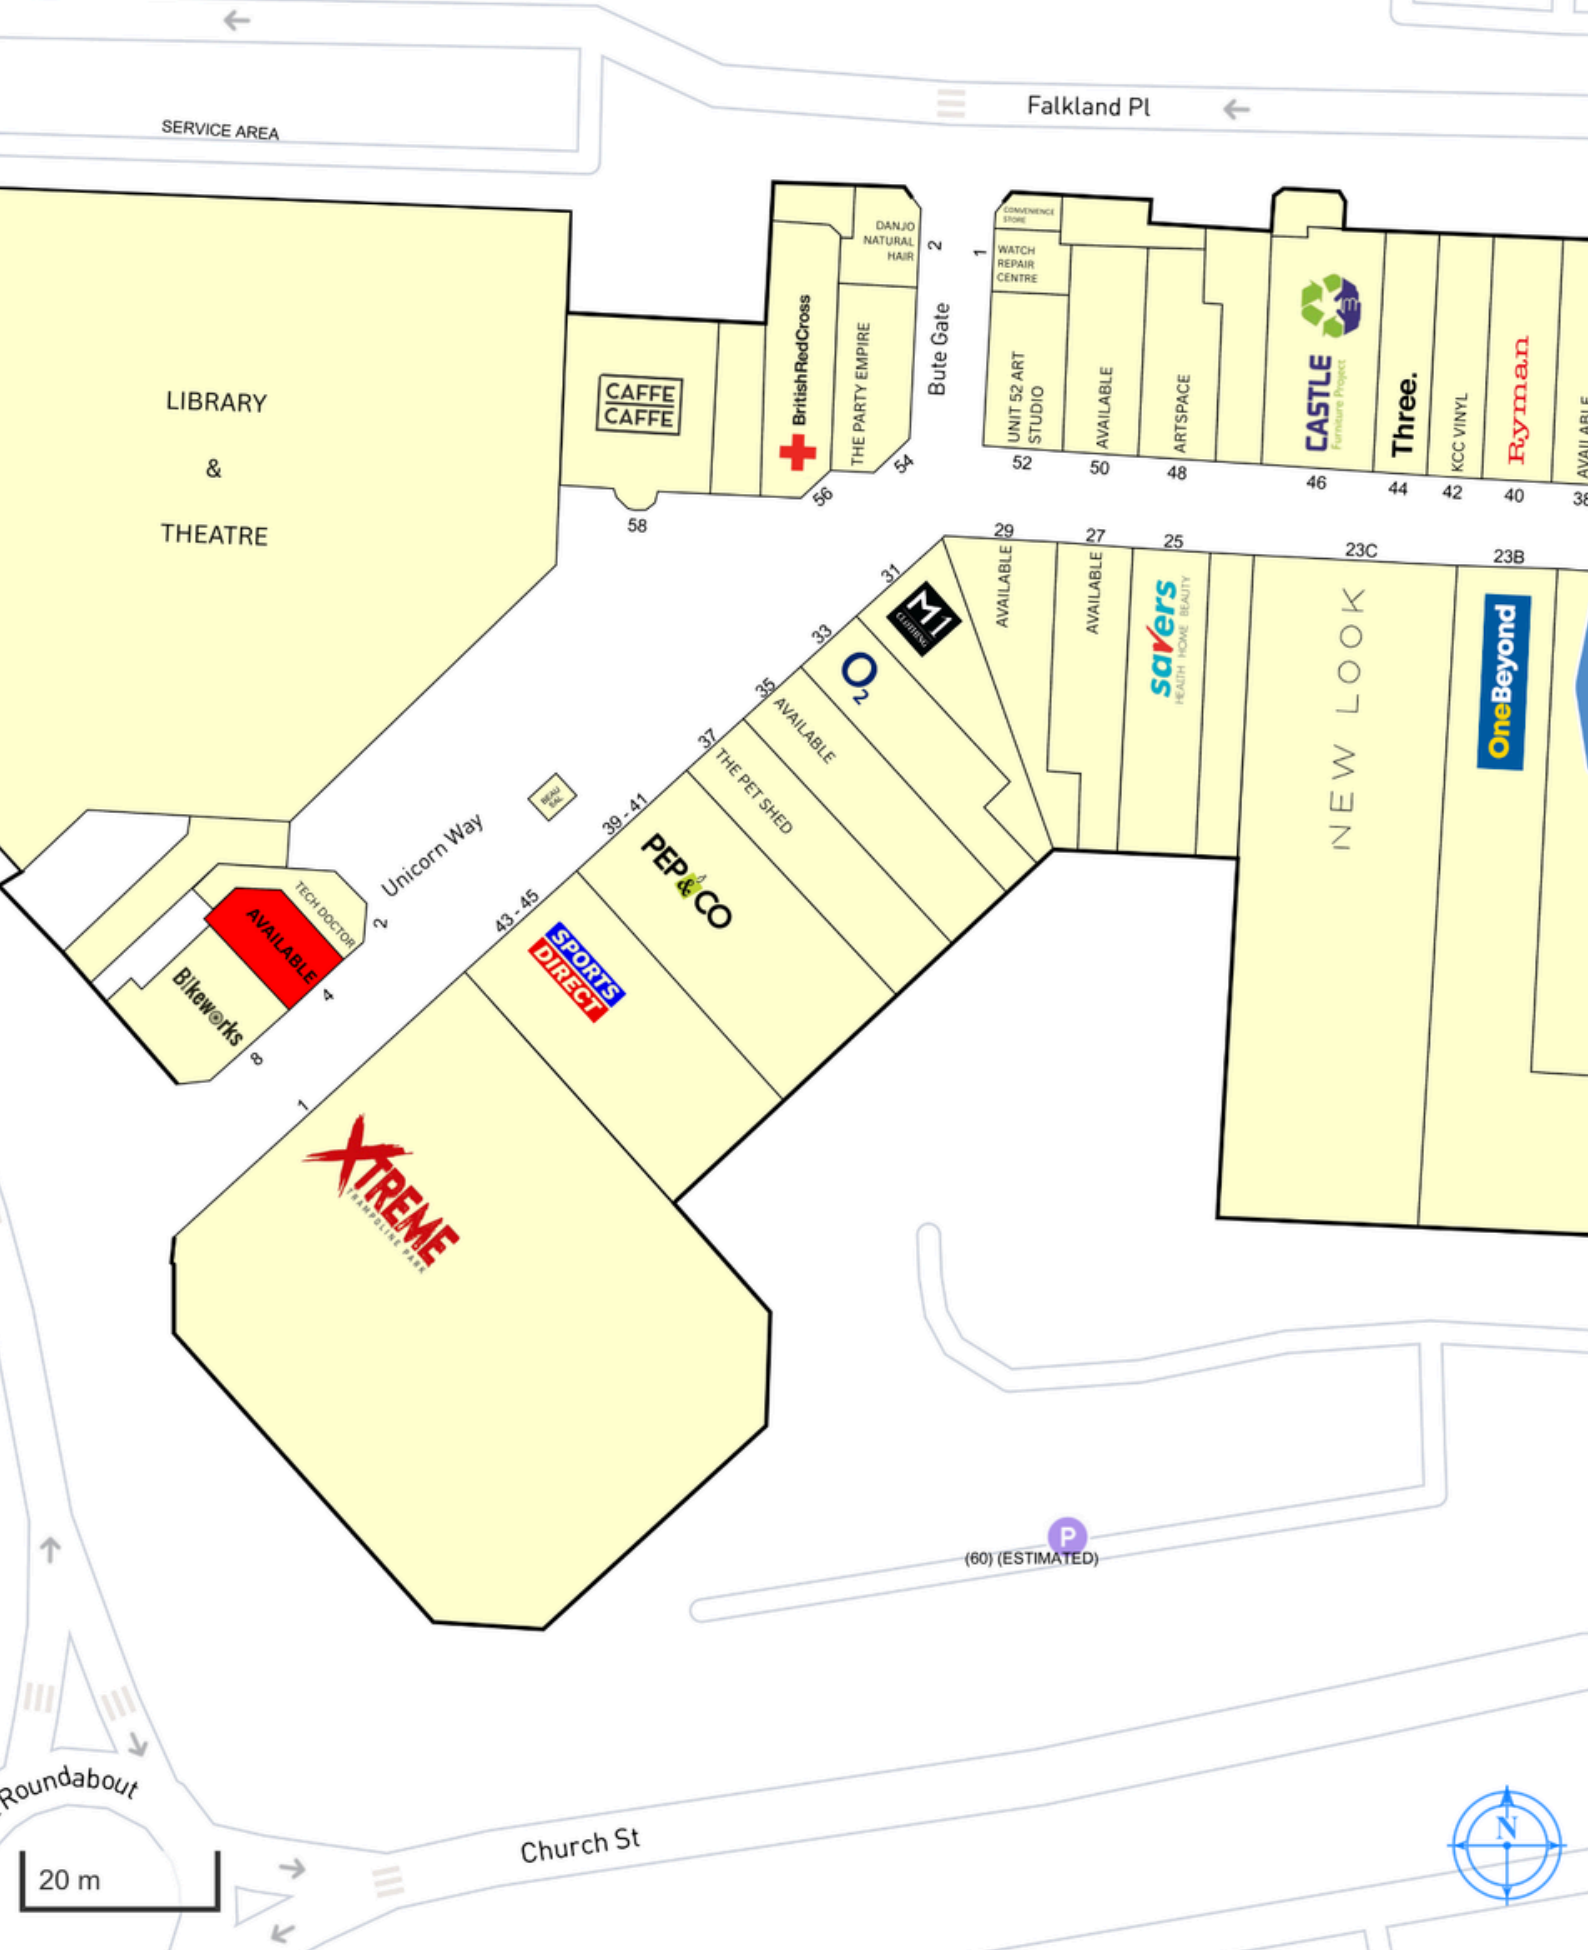 Falkland Pl
SERVICE AREA
CONVENIENCE
STORE
DANJO
NATURAL
HAIR
2
1
WATCH
REPAIR
CENTRE
BritishRedCross
THE PARTY EMPIRE
Bute Gate
UNIT 52 ART
STUDIO
AVAILABLE
ARTSPACE
CASTLE
Furniture Project
Three.
KCC VINYL
Ryman
AVAILABLE
LIBRARY
&
THEATRE
CAFFE
CAFFE
58
56
54
52
50
48
46
44
42
40
38
29
27
25
23C
23B
31
M1
CLOTHING
AVAILABLE
AVAILABLE
savers
HEALTH HOME BEAUTY
NEW LOOK
OneBeyond
33
O2
35
AVAILABLE
37
THE PET SHED
39 - 41
PEP&CO
BEAU
BAL
Unicorn Way
43 - 45
SPORTS
DIRECT
TECH DOCTOR
2
AVAILABLE
4
Bikeworks
8
1
XTREME
TRAMPOLINE PARK
P
(60) (ESTIMATED)
Roundabout
Church St
20 m
N